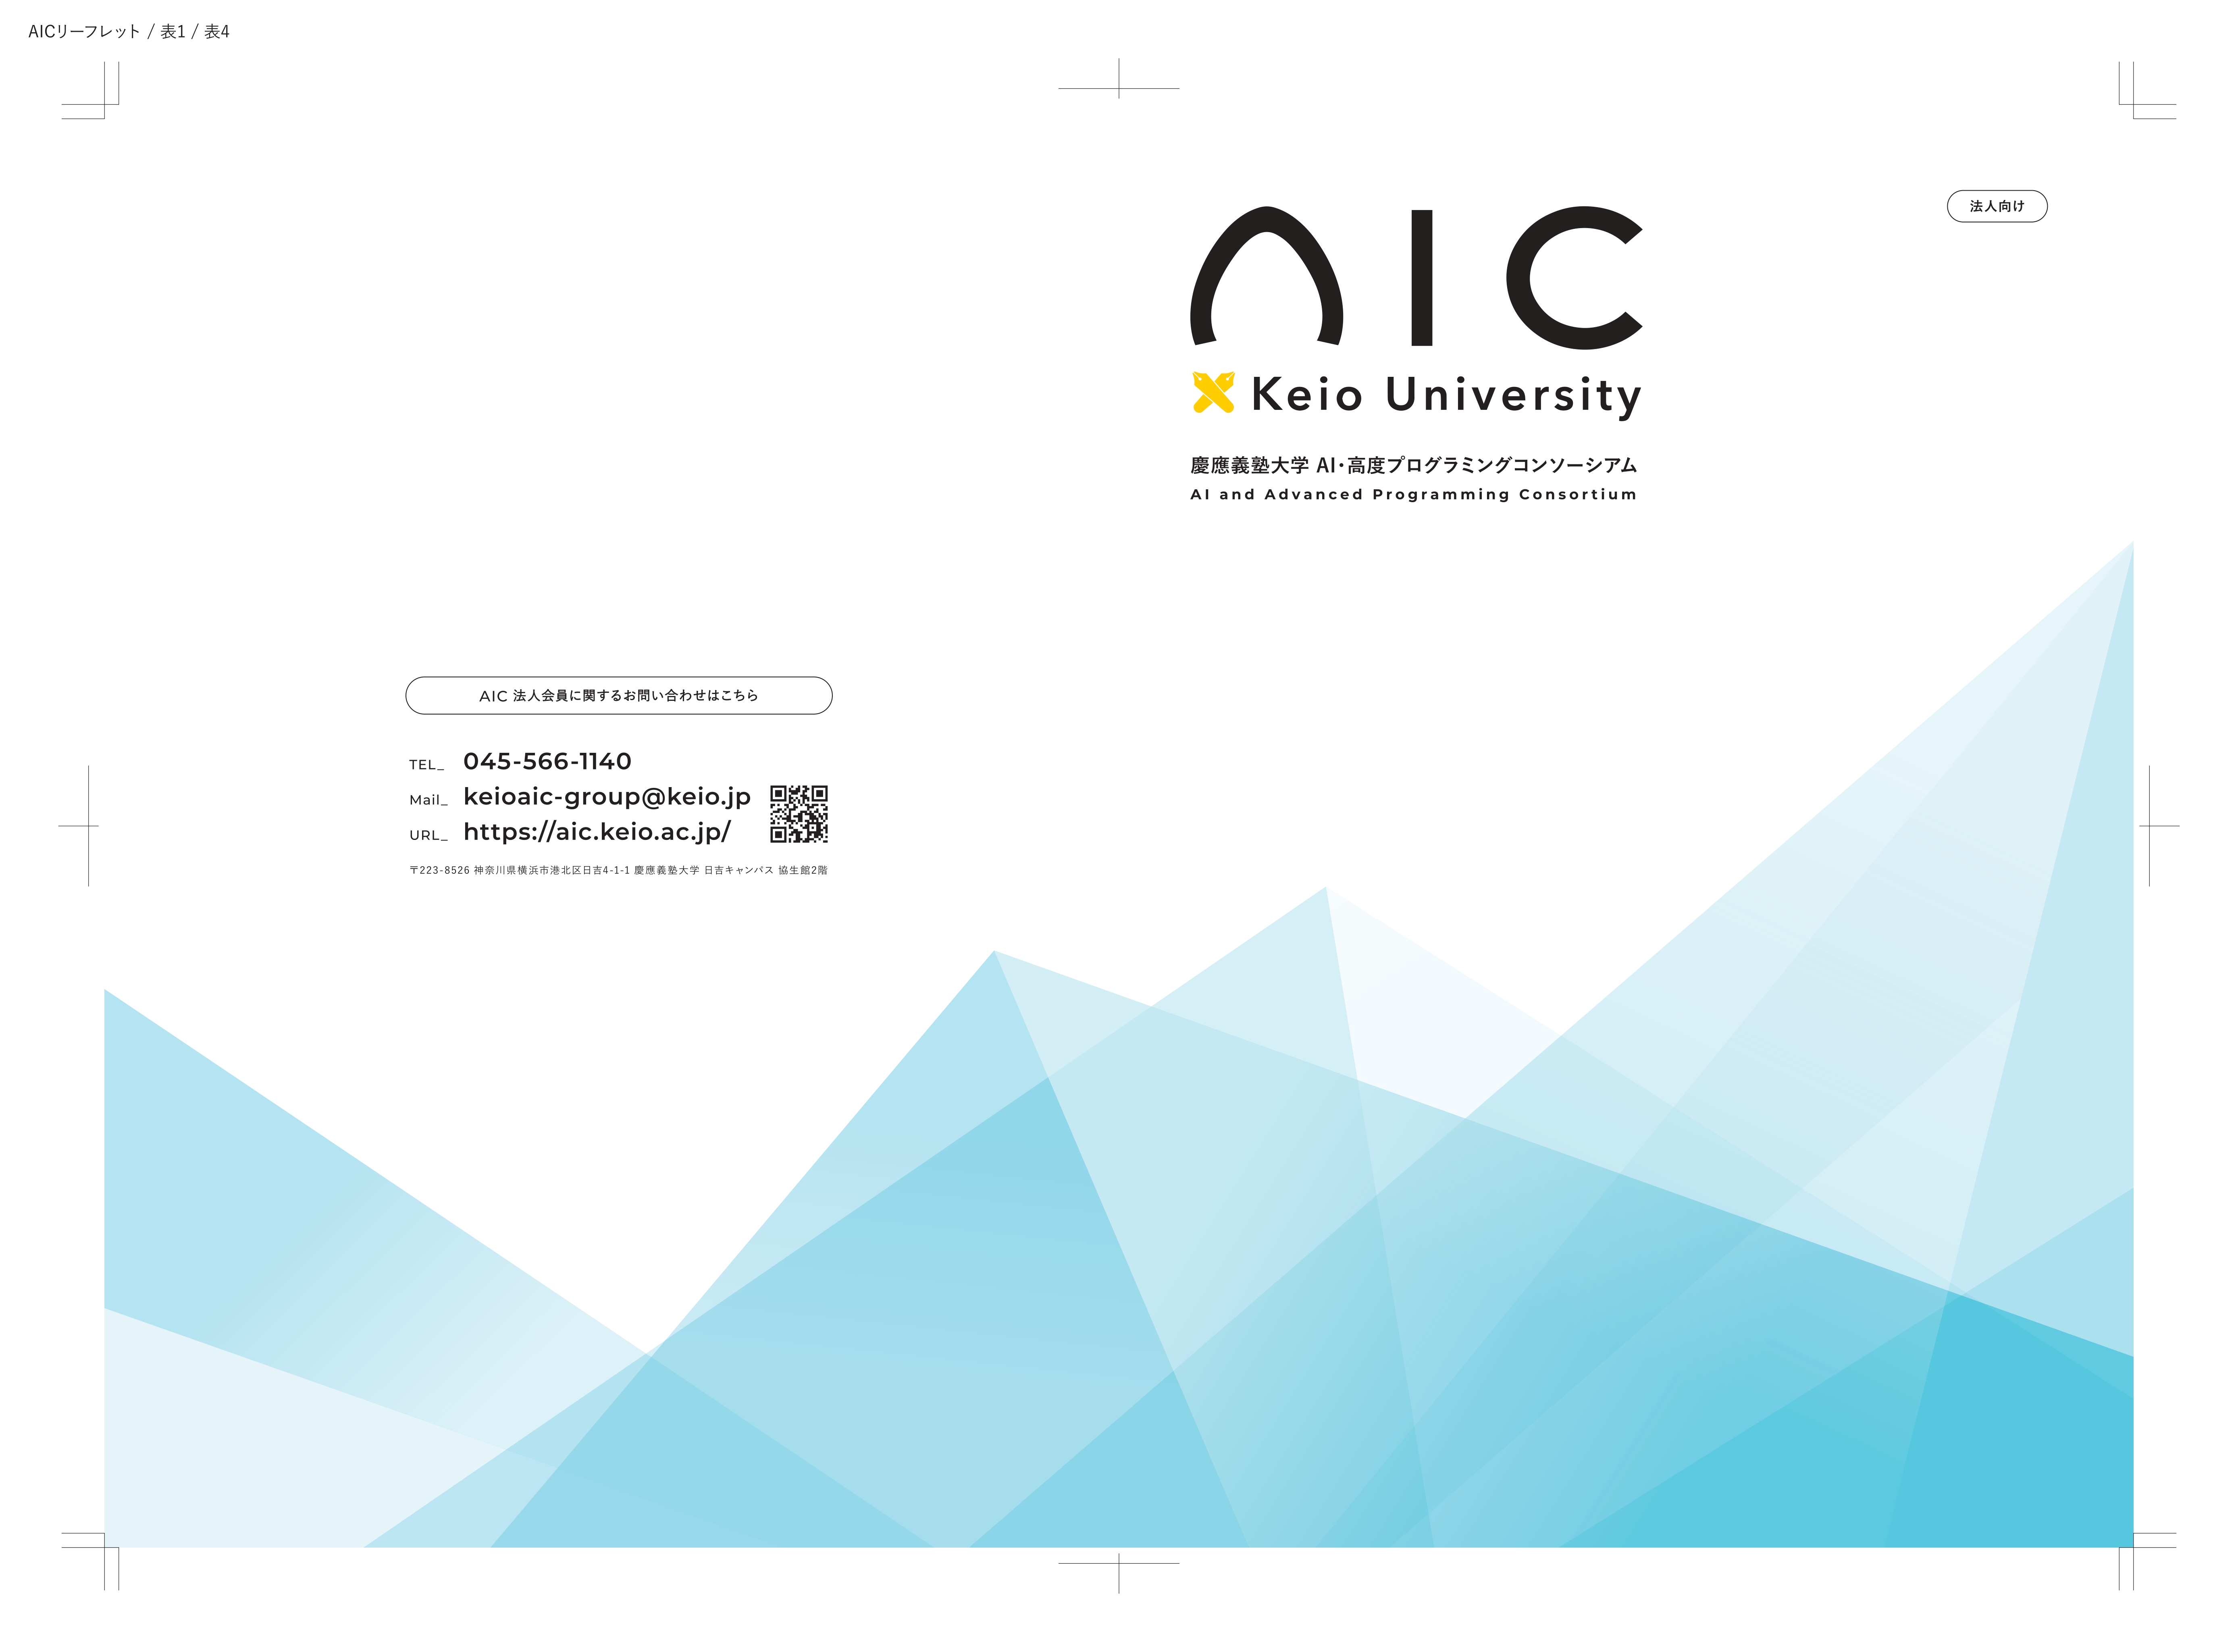 AICリーフレット / 表1 / 表4
法人向け
AIC
Keio University
慶應義塾大学 AI・高度プログラミングコンソーシアム
AI and Advanced Programming Consortium
AIC 法人会員に関するお問い合わせはこちら
TEL_ 045-566-1140
Mail_ keioaic-group@keio.jp
URL_ https://aic.keio.ac.jp/
〒223-8526 神奈川県横浜市港北区日吉4-1-1 慶應義塾大学 日吉キャンパス 協生館2階